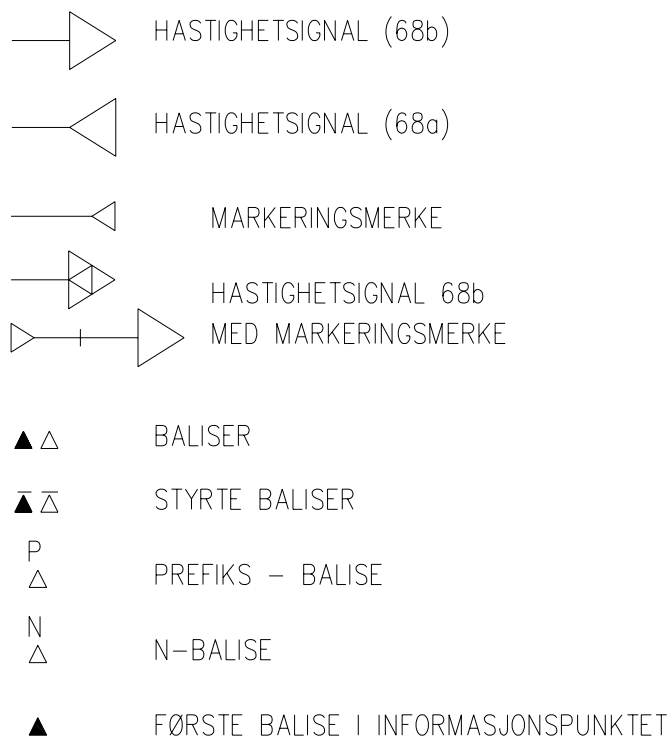 HASTIGHETSIGNAL (68b)
HASTIGHETSIGNAL (68a)
MARKERINGSMERKE
HASTIGHETSIGNAL 68b
MED MARKERINGSMERKE
BALISER
STYRTE BALISER
P
PREFIKS – BALISE
N
N–BALISE
FØRSTE BALISE I INFORMASJONSPUNKTET